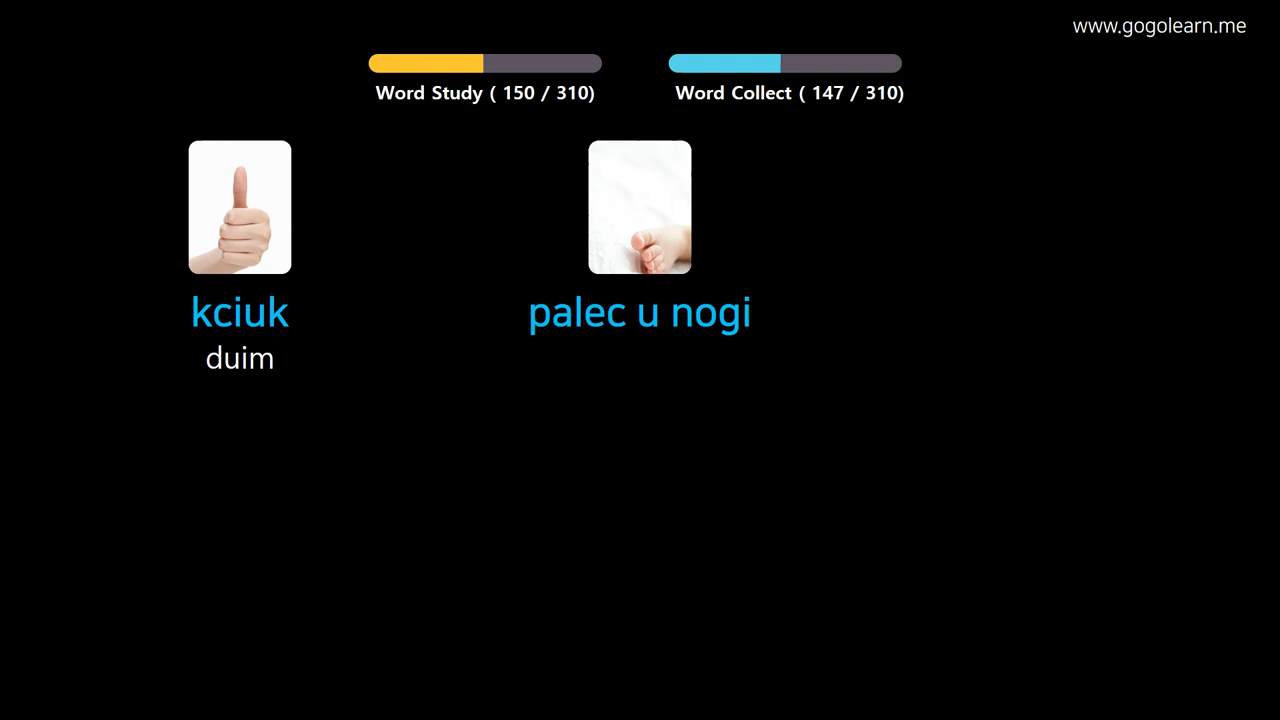 www.gogolearn.me
Word Study ( 150 / 310)
Word Collect ( 147 / 310)
kciuk
palec u nogi
duim